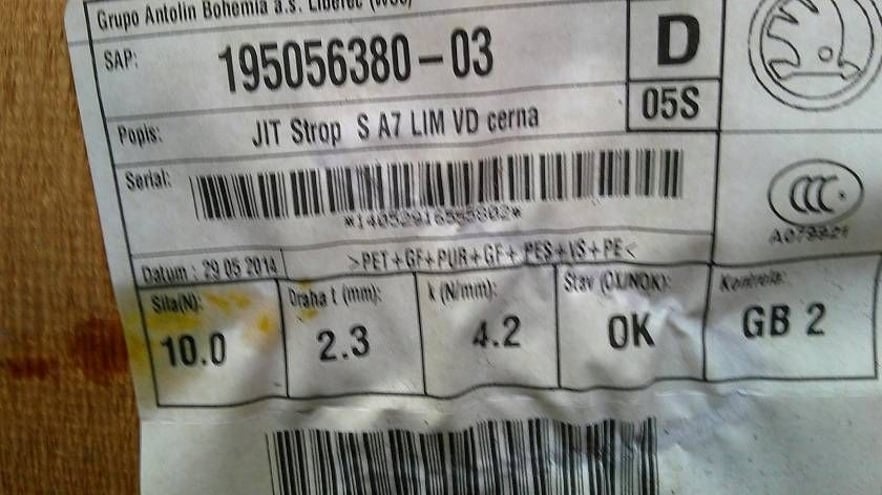 Grupo Antolin Bohemia a.s. Liberec
SAP: 195056380-03
D
05S
Popis: JIT Strop S A7 LIM VD cerna
Serial:
CCC
Datum : 29 05 2014
>PET+GF+PUR+GF+ PES+VS+PE<
Sila(N): Draha t (mm): k (N/mm): Stav (OK/NOK): Kontrola:
10.0 2.3 4.2 OK GB 2